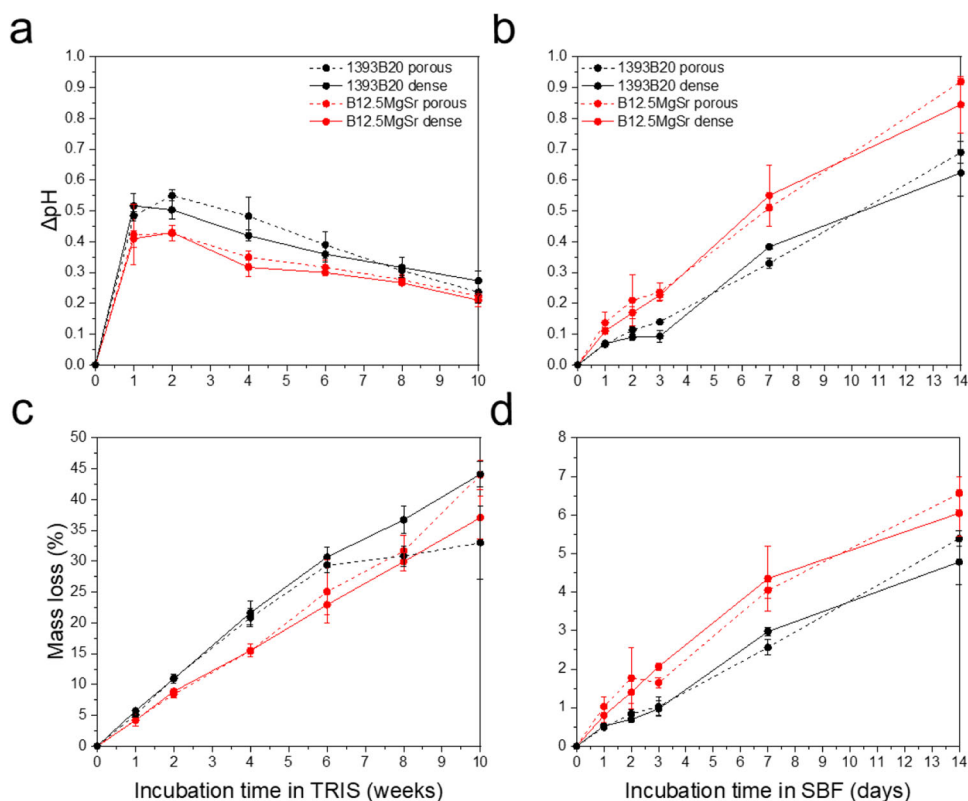 a
1.0
0.9
0.8
0.7
0.6
0.5
0.4
0.3
0.2
0.1
0.0
ΔpH
1393B20 porous
1393B20 dense
B12.5MgSr porous
B12.5MgSr dense
0 1 2 3 4 5 6 7 8 9 10
b
1.0
0.9
0.8
0.7
0.6
0.5
0.4
0.3
0.2
0.1
0.0
1393B20 porous
1393B20 dense
B12.5MgSr porous
B12.5MgSr dense
0 1 2 3 4 5 6 7 8 9 10 11 12 13 14
c
50
45
40
35
30
25
20
15
10
5
0
Mass loss (%)
0 1 2 3 4 5 6 7 8 9 10
Incubation time in TRIS (weeks)
d
8
7
6
5
4
3
2
1
0
0 1 2 3 4 5 6 7 8 9 10 11 12 13 14
Incubation time in SBF (days)